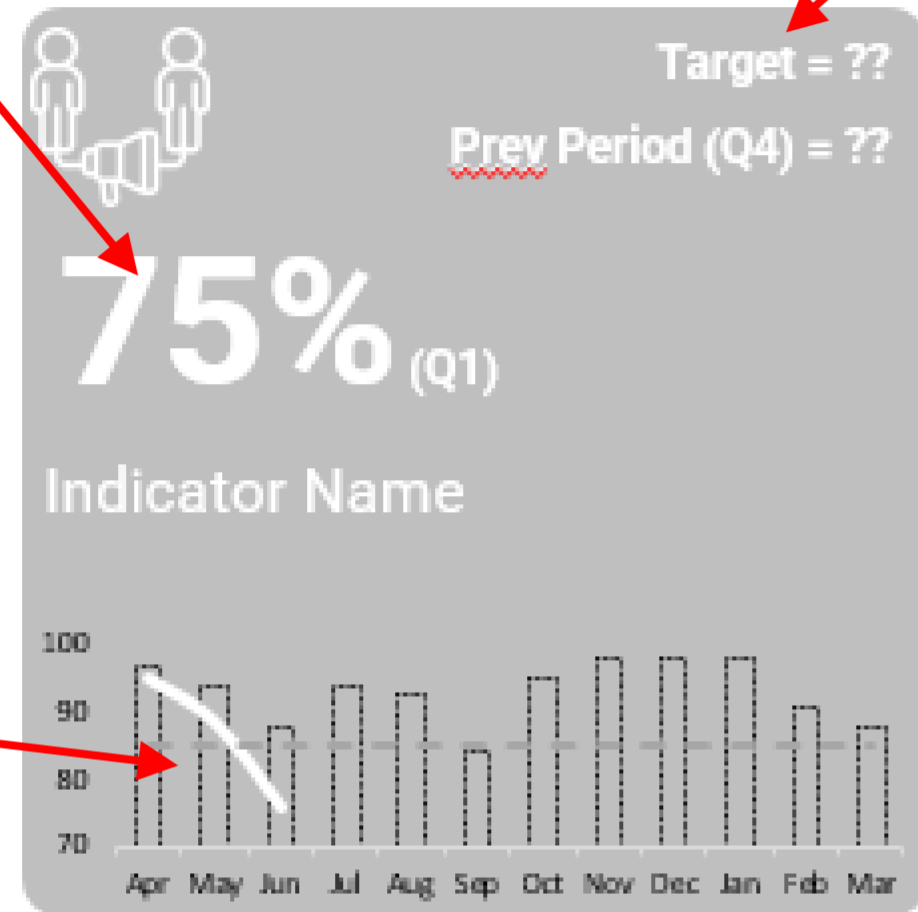 Target = ??
Prev Period (Q4) = ??
75% (Q1)
Indicator Name
100
90
80
70
Apr May Jun Jul Aug Sep Oct Nov Dec Jan Feb Mar